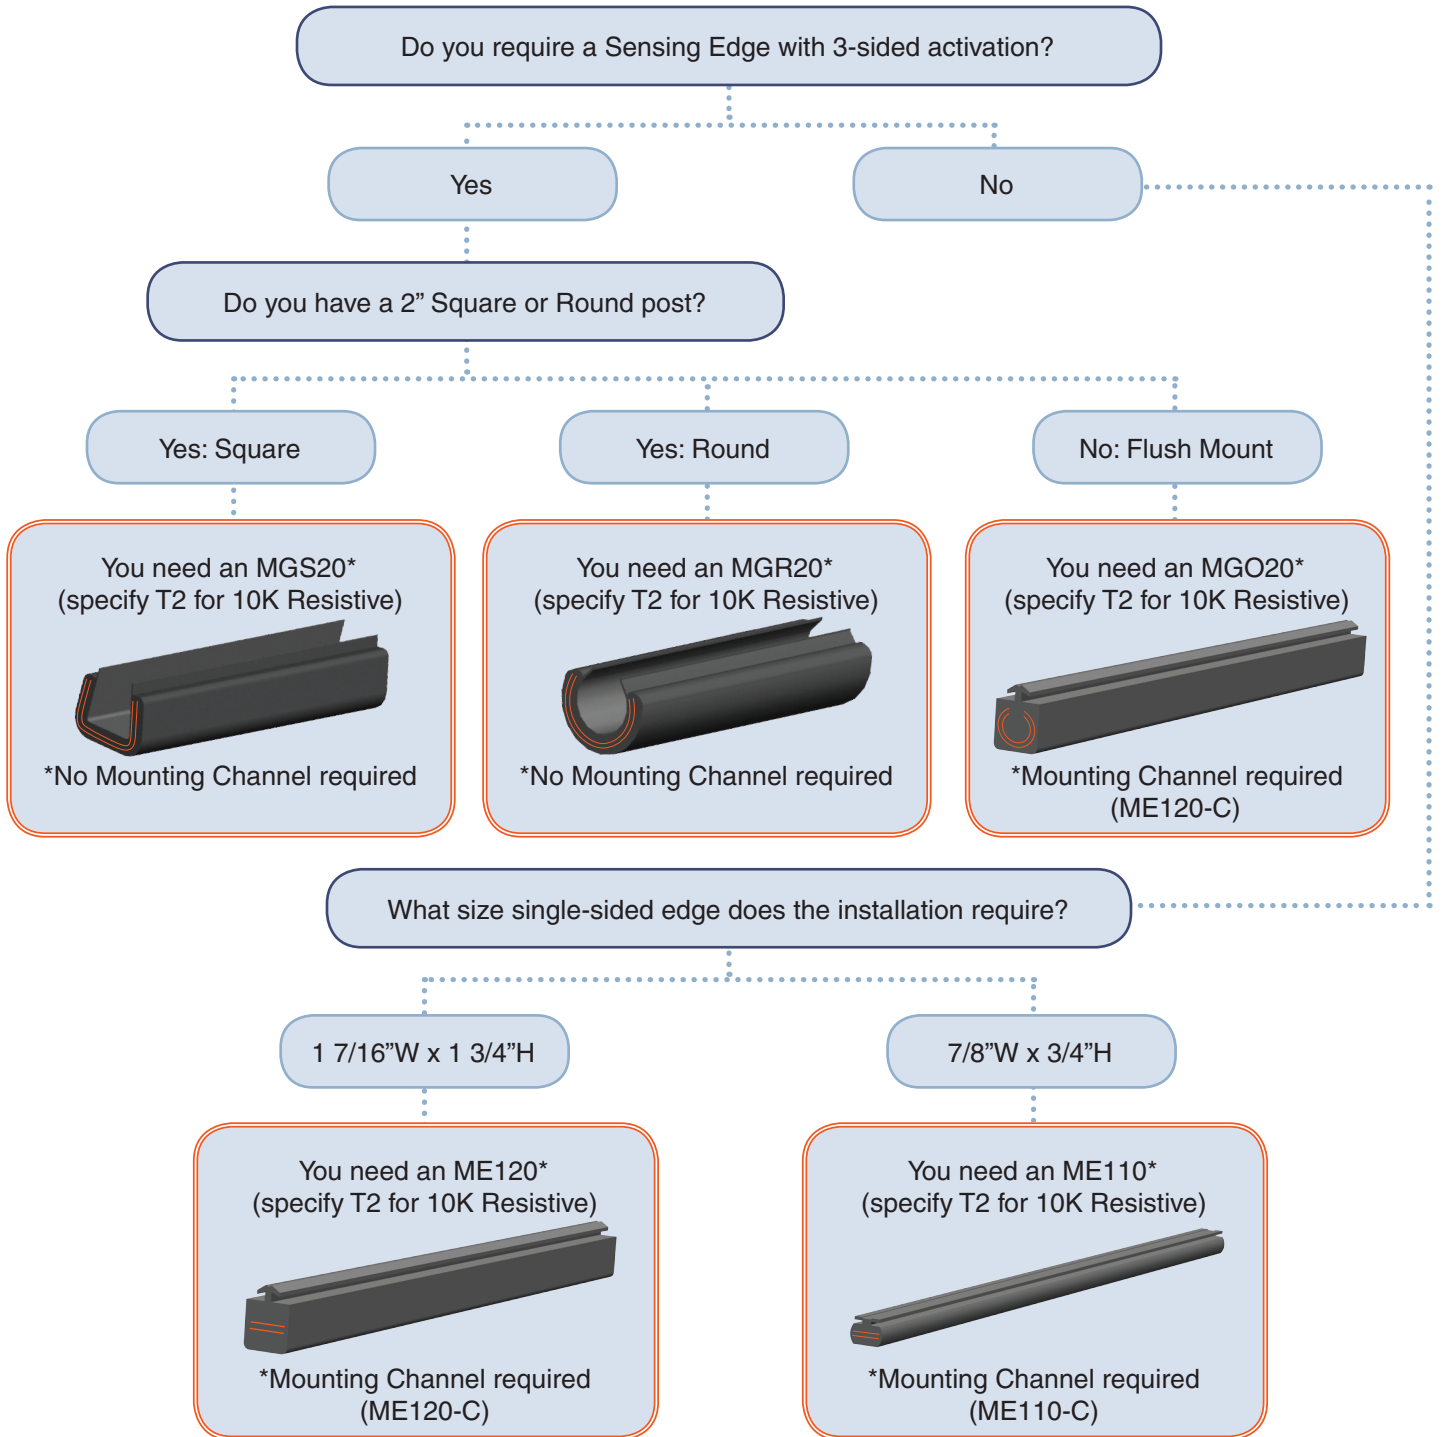 Do you require a Sensing Edge with 3-sided activation?
Yes
No
Do you have a 2” Square or Round post?
Yes: Square
Yes: Round
No: Flush Mount
You need an MGS20*
(specify T2 for 10K Resistive)
*No Mounting Channel required
You need an MGR20*
(specify T2 for 10K Resistive)
*No Mounting Channel required
You need an MGO20*
(specify T2 for 10K Resistive)
*Mounting Channel required
(ME120-C)
What size single-sided edge does the installation require?
1 7/16”W x 1 3/4”H
7/8”W x 3/4”H
You need an ME120*
(specify T2 for 10K Resistive)
*Mounting Channel required
(ME120-C)
You need an ME110*
(specify T2 for 10K Resistive)
*Mounting Channel required
(ME110-C)